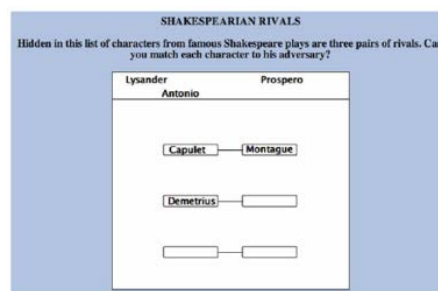 SHAKESPEARIAN RIVALS
Hidden in this list of characters from famous Shakespeare plays are three pairs of rivals. Ca
you match each character to his adversary?
Lysander Prospero
Antonio
Capulet Montague
Demetrius